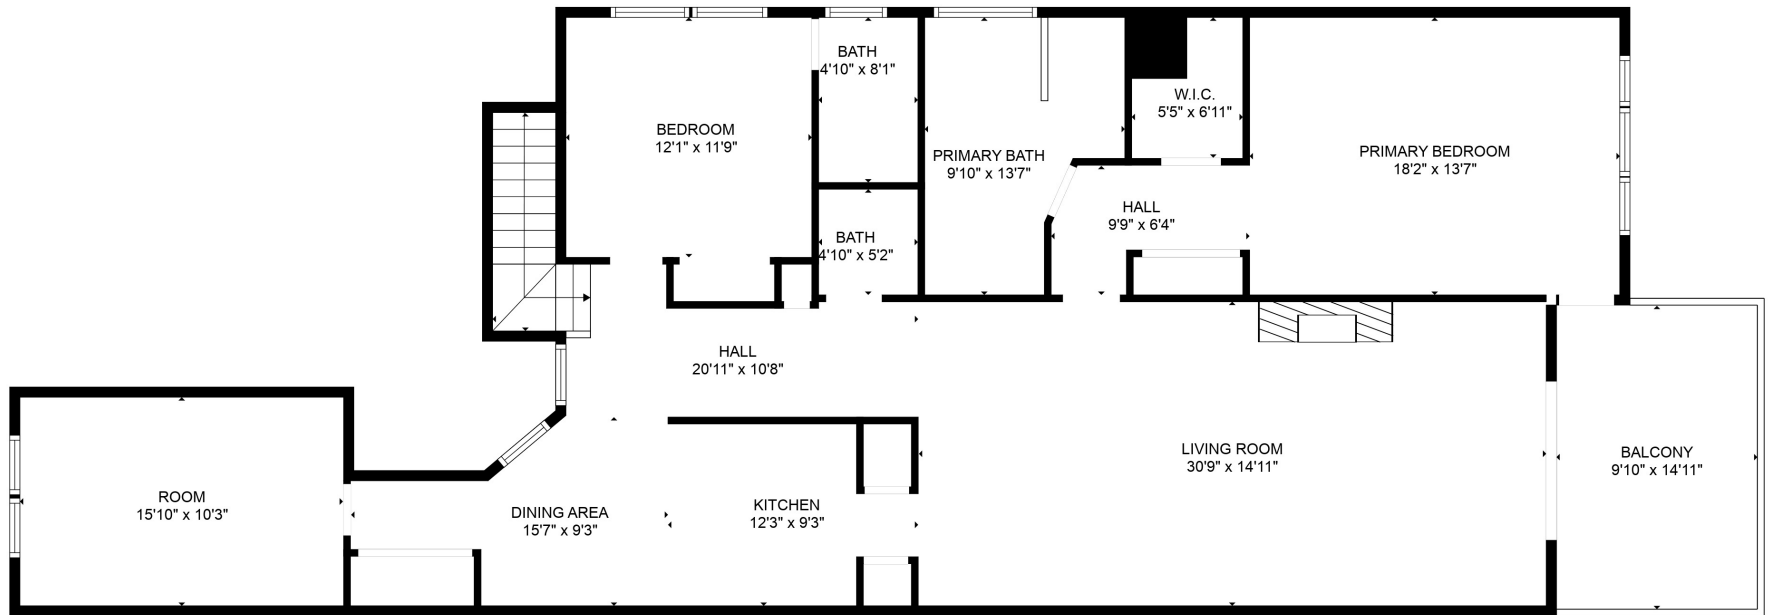 BATH
4'10" x 8'1"
W.I.C.
5'5" x 6'11"
BEDROOM
12'1" x 11'9"
PRIMARY BATH
9'10" x 13'7"
PRIMARY BEDROOM
18'2" x 13'7"
HALL
9'9" x 6'4"
BATH
4'10" x 5'2"
HALL
20'11" x 10'8"
LIVING ROOM
30'9" x 14'11"
BALCONY
9'10" x 14'11"
ROOM
15'10" x 10'3"
DINING AREA
15'7" x 9'3"
KITCHEN
12'3" x 9'3"